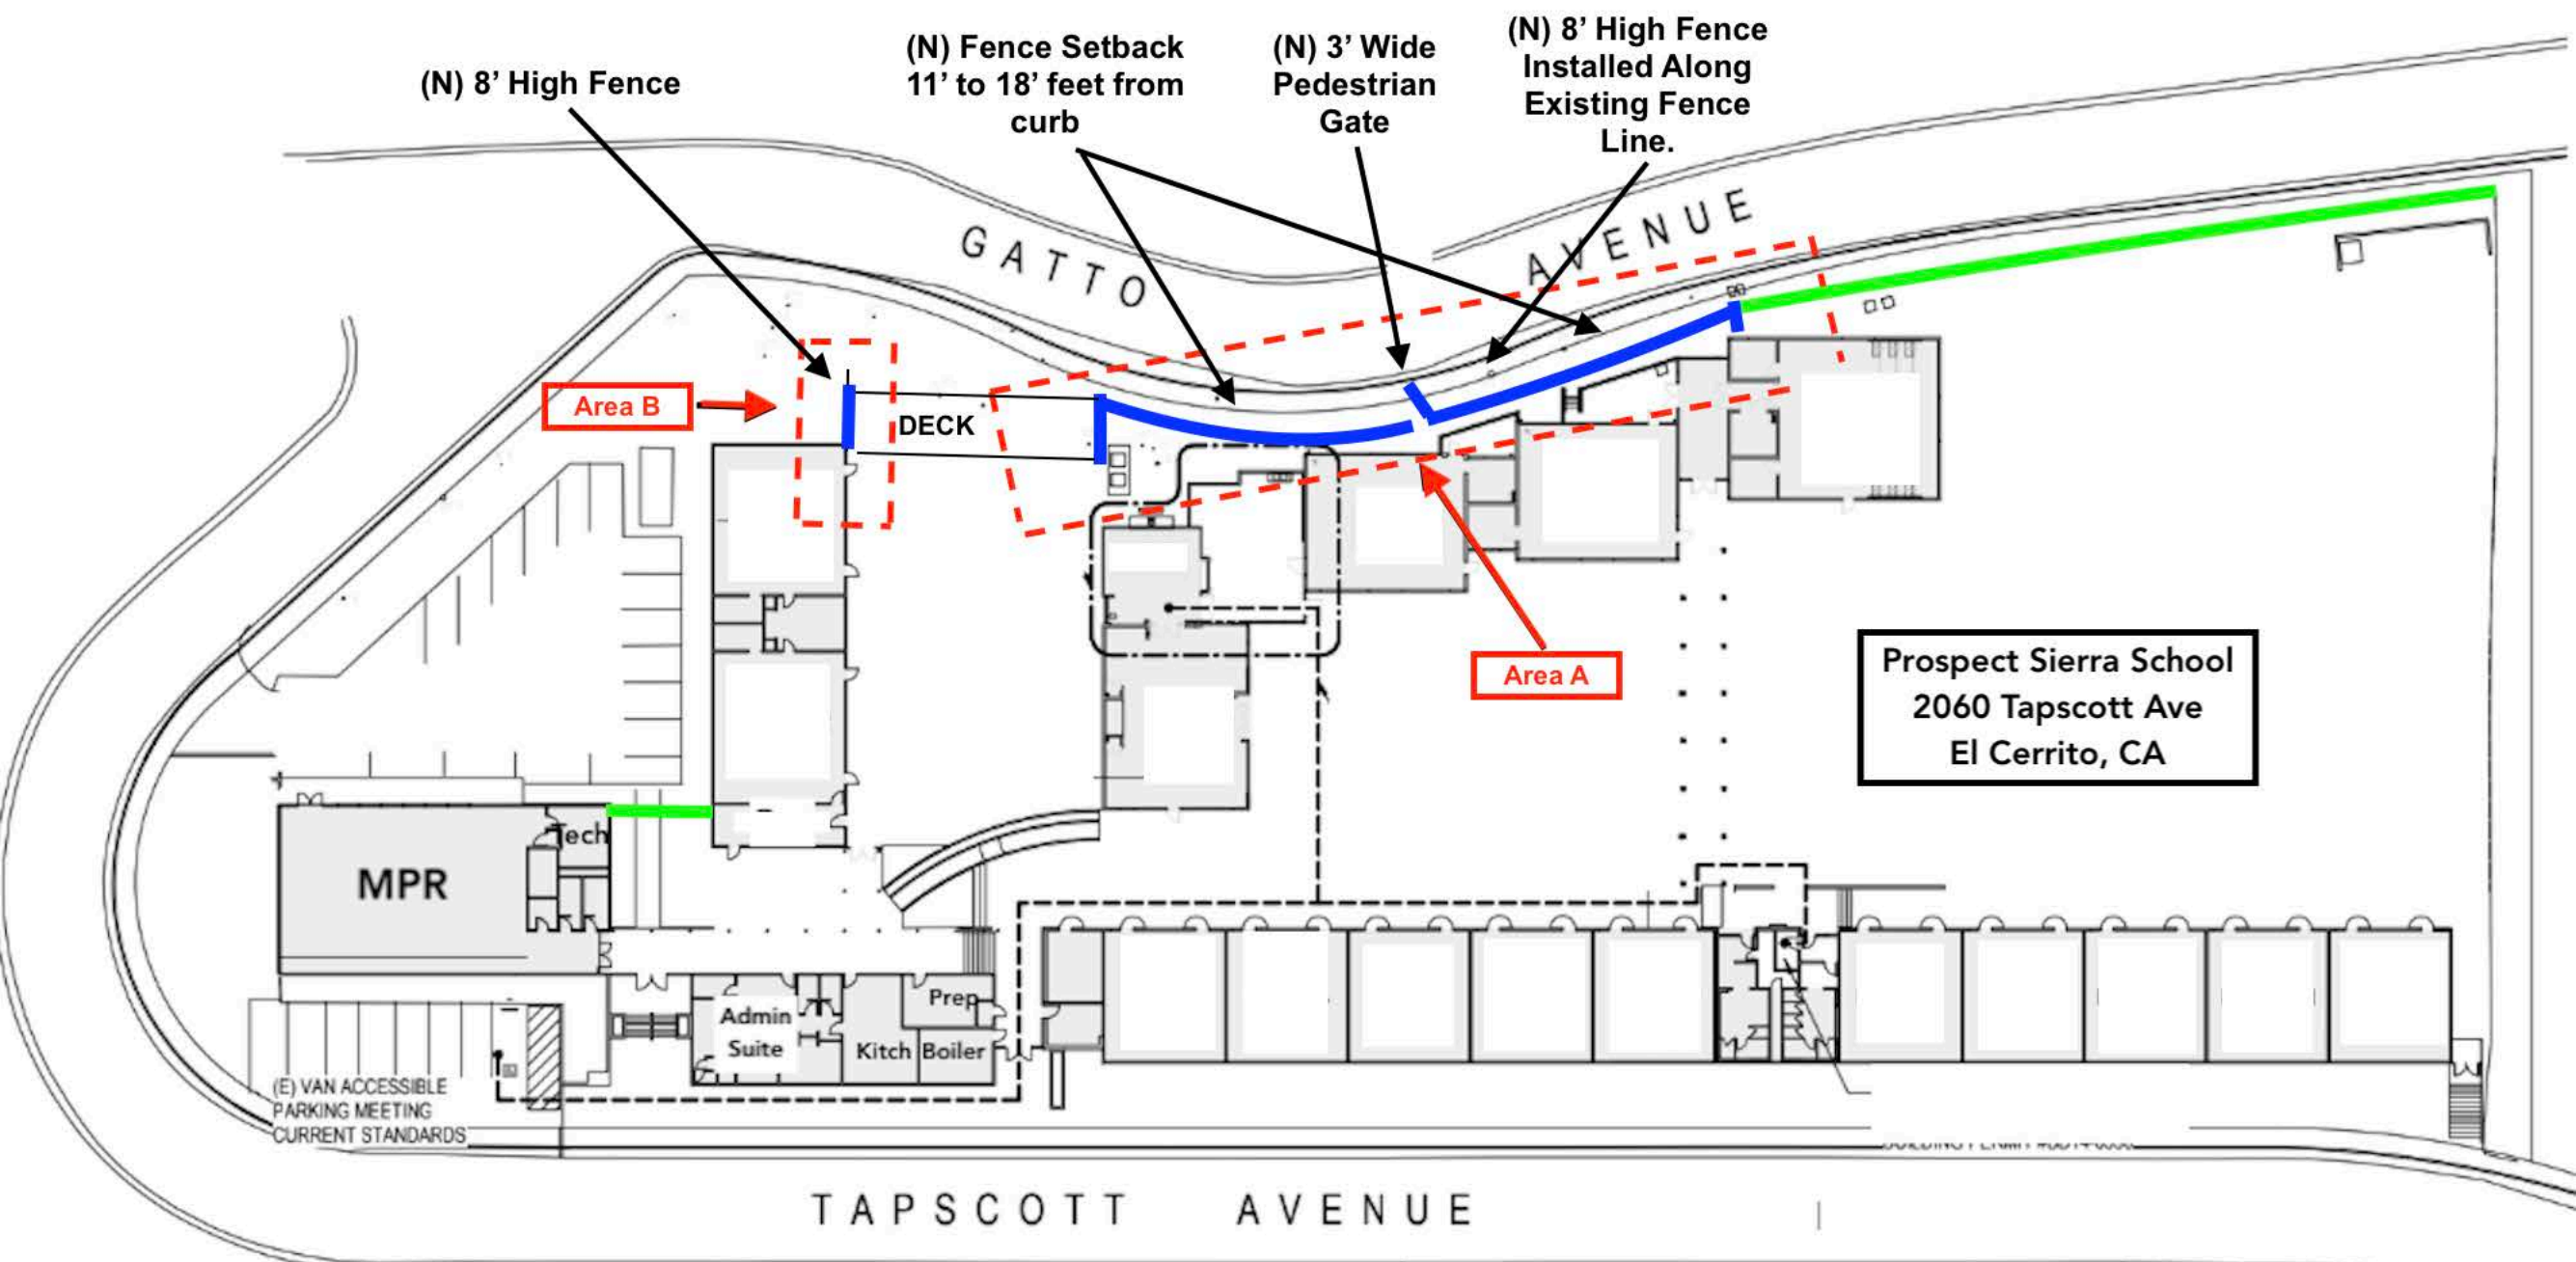 (N) 8’ High Fence
(N) Fence Setback
11’ to 18’ feet from
curb
(N) 3’ Wide
Pedestrian
Gate
(N) 8’ High Fence
Installed Along
Existing Fence
Line.
GATTO
AVENUE
Area B
DECK
Area A
Prospect Sierra School
2060 Tapscott Ave
El Cerrito, CA
Tech
MPR
Prep
Admin
Suite
Kitch
Boiler
(E) VAN ACCESSIBLE
PARKING MEETING
CURRENT STANDARDS
TAPSCOTT AVENUE